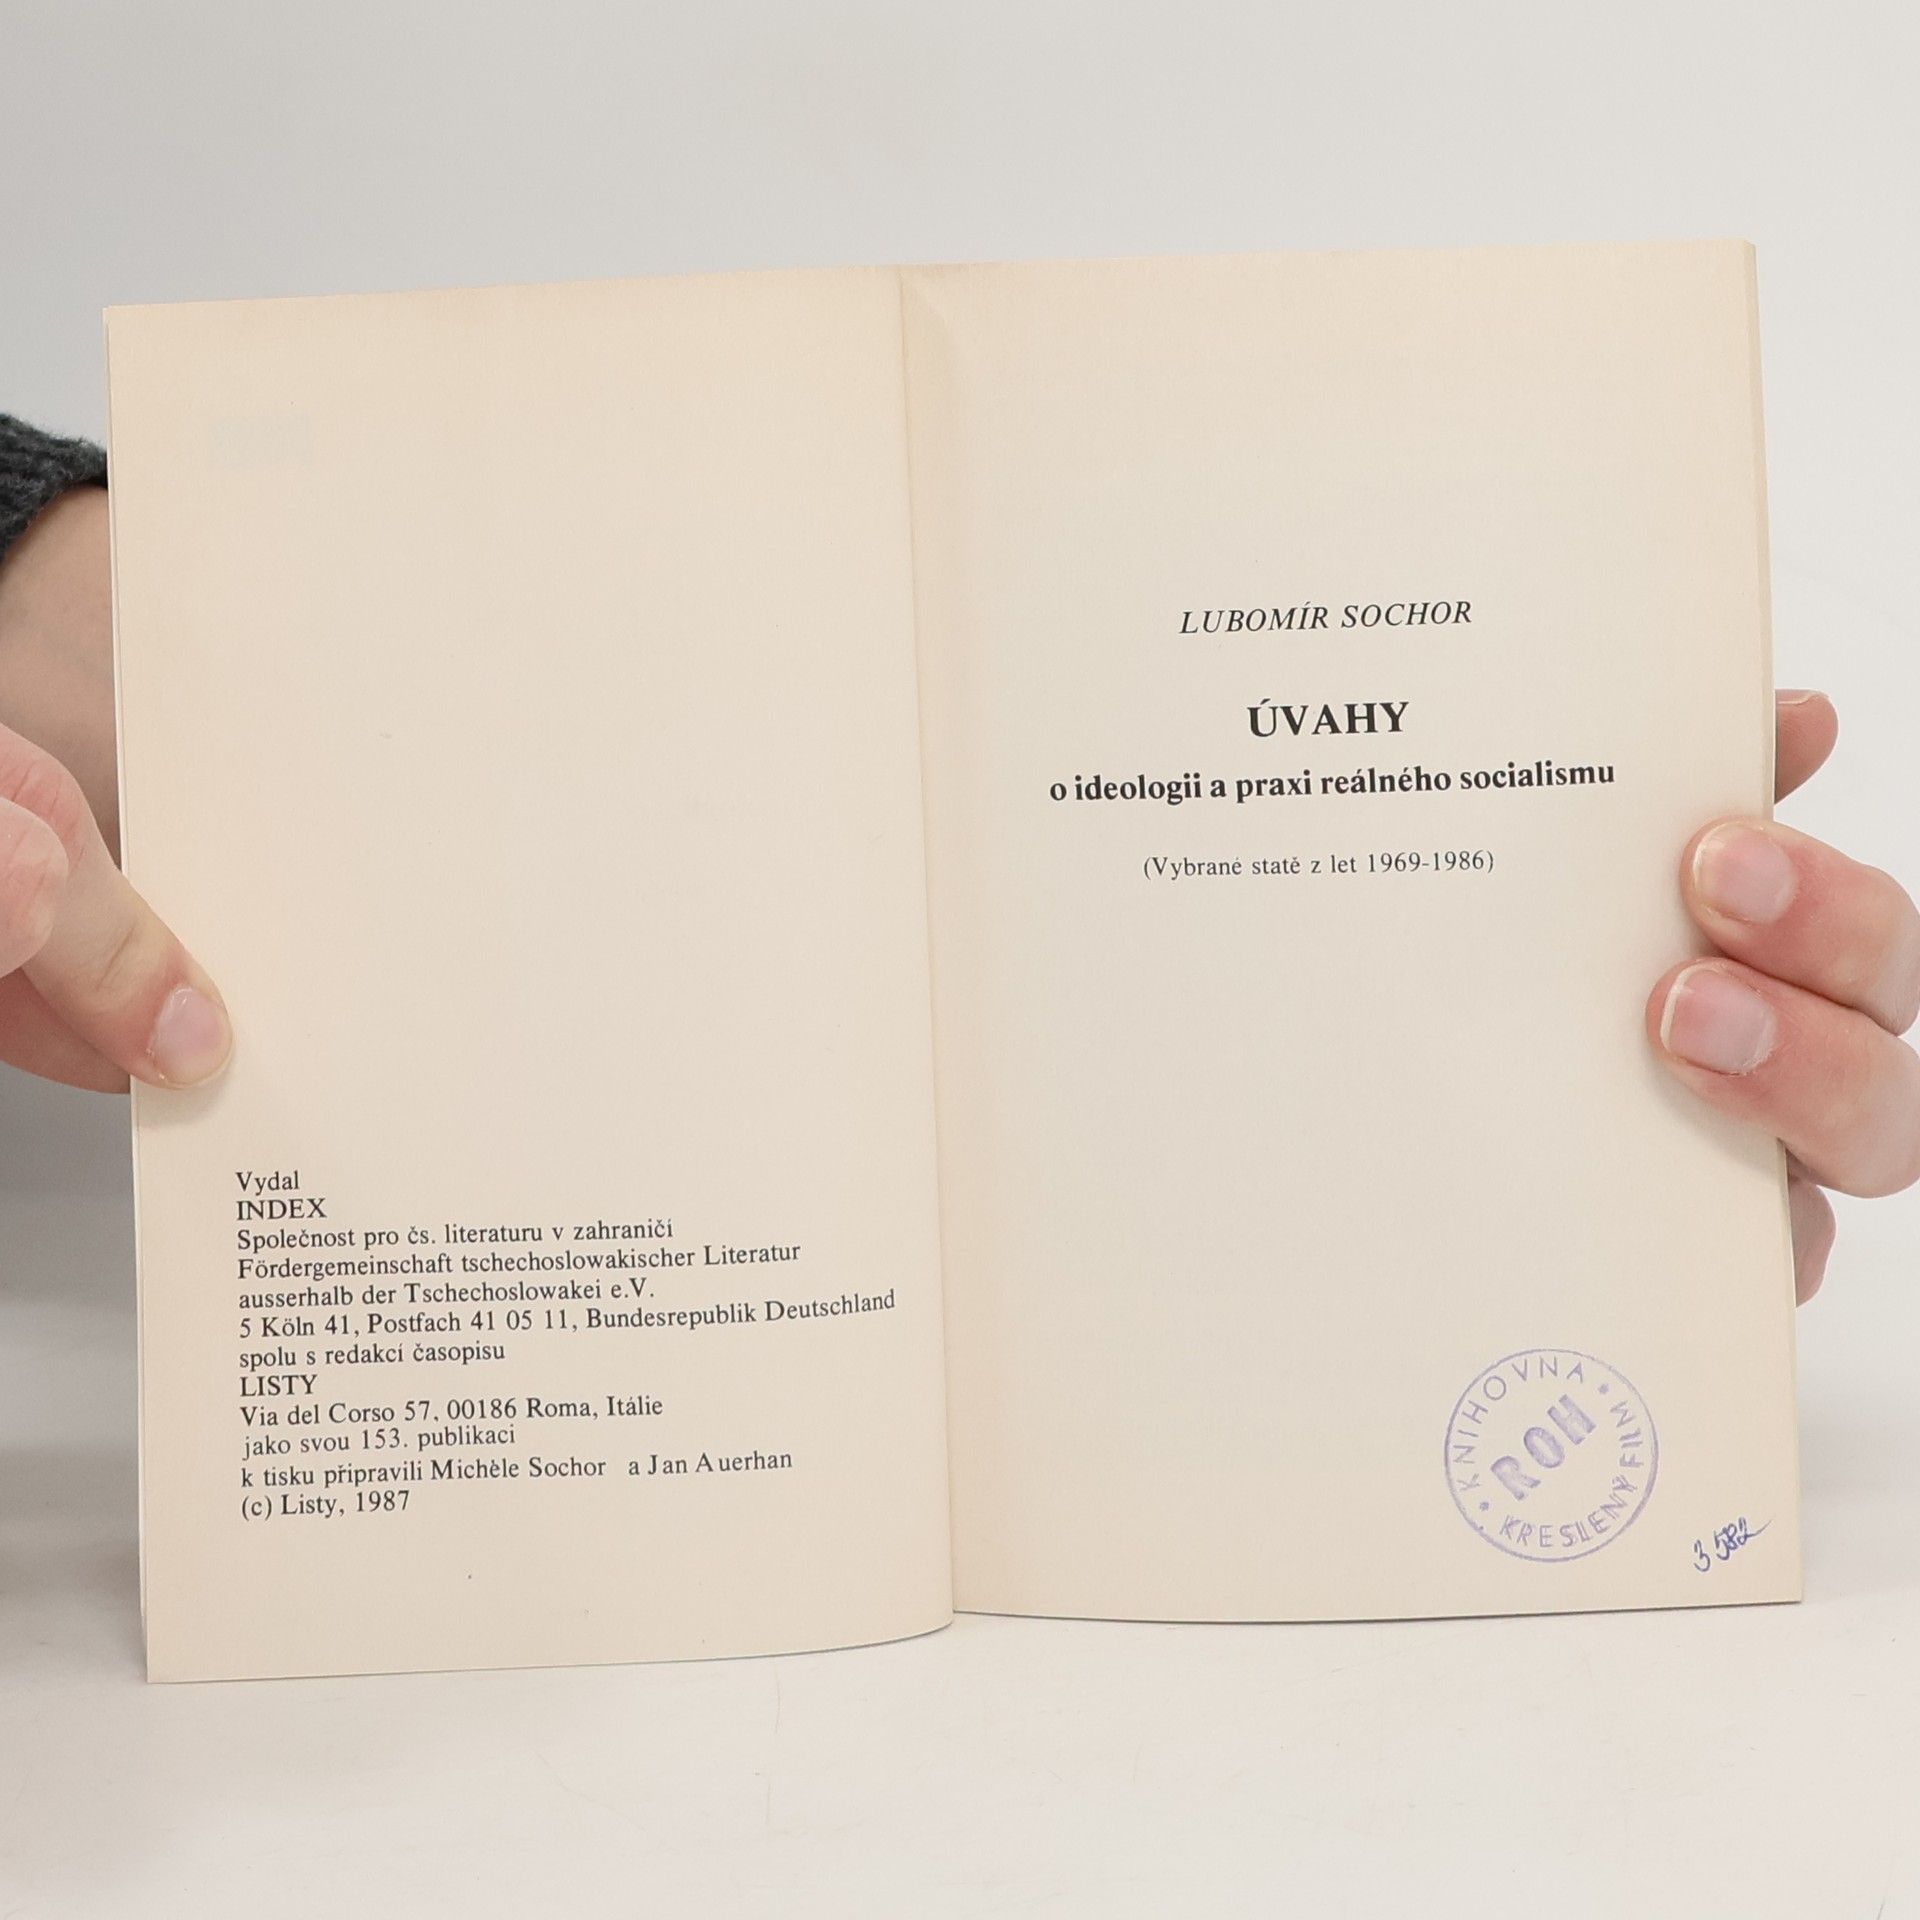 Vydal
INDEX
Společnost pro čs. literaturu v zahraničí
Fördergemeinschaft tschechoslowakischer Literatur
ausserhalb der Tschechoslowakei e.V.
5 Köln 41, Postfach 41 05 11, Bundesrepublik Deutschland
spolu s redakcí časopisu
LISTY
Via del Corso 57, 00186 Roma, Itálie
jako svou 153. publikaci
k tisku připravili Michèle Sochor a Jan Auerhan
(c) Listy, 1987
LUBOMÍR SOCHOR
ÚVAHY
o ideologii a praxi reálného socialismu
(Vybrané statě z let 1969-1986)
KNIHOVNA
ROH
KRESLENÝ FILM
3582